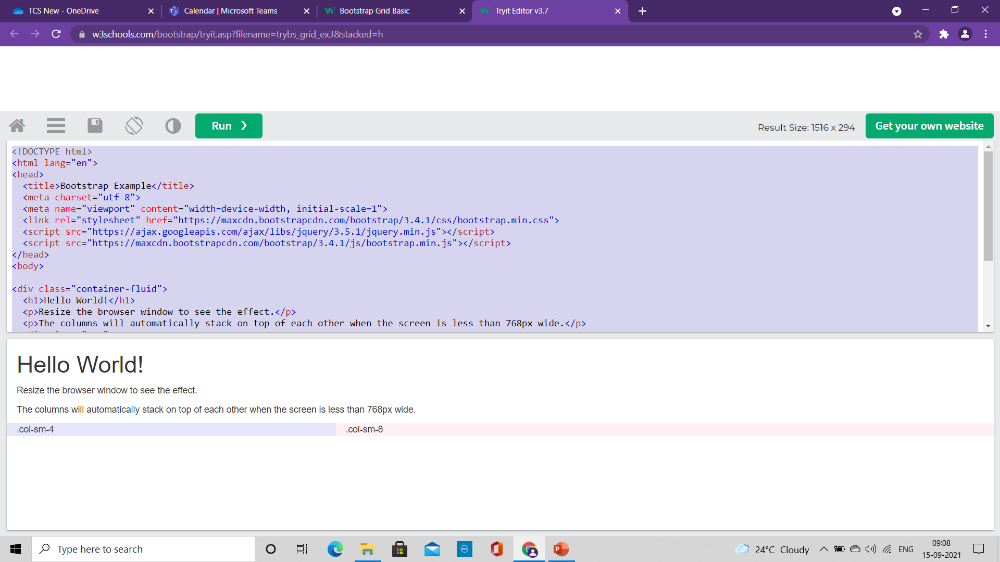 TCS New - OneDrive
Calendar | Microsoft Teams
Bootstrap Grid Basic
Tryit Editor v3.7
w3schools.com/bootstrap/tryit.asp?filename=trybs_grid_ex3&stacked=h
Run ❯
Result Size: 1516 x 294
Get your own website
<!DOCTYPE html>
<html lang="en">
<head>
  <title>Bootstrap Example</title>
  <meta charset="utf-8">
  <meta name="viewport" content="width=device-width, initial-scale=1">
  <link rel="stylesheet" href="https://maxcdn.bootstrapcdn.com/bootstrap/3.4.1/css/bootstrap.min.css">
  <script src="https://ajax.googleapis.com/ajax/libs/jquery/3.5.1/jquery.min.js"></script>
  <script src="https://maxcdn.bootstrapcdn.com/bootstrap/3.4.1/js/bootstrap.min.js"></script>
</head>
<body>
<div class="container-fluid">
  <h1>Hello World!</h1>
  <p>Resize the browser window to see the effect.</p>
  <p>The columns will automatically stack on top of each other when the screen is less than 768px wide.</p>
Hello World!
Resize the browser window to see the effect.
The columns will automatically stack on top of each other when the screen is less than 768px wide.
.col-sm-4
.col-sm-8
Type here to search
24°C Cloudy
ENG
09:08
15-09-2021